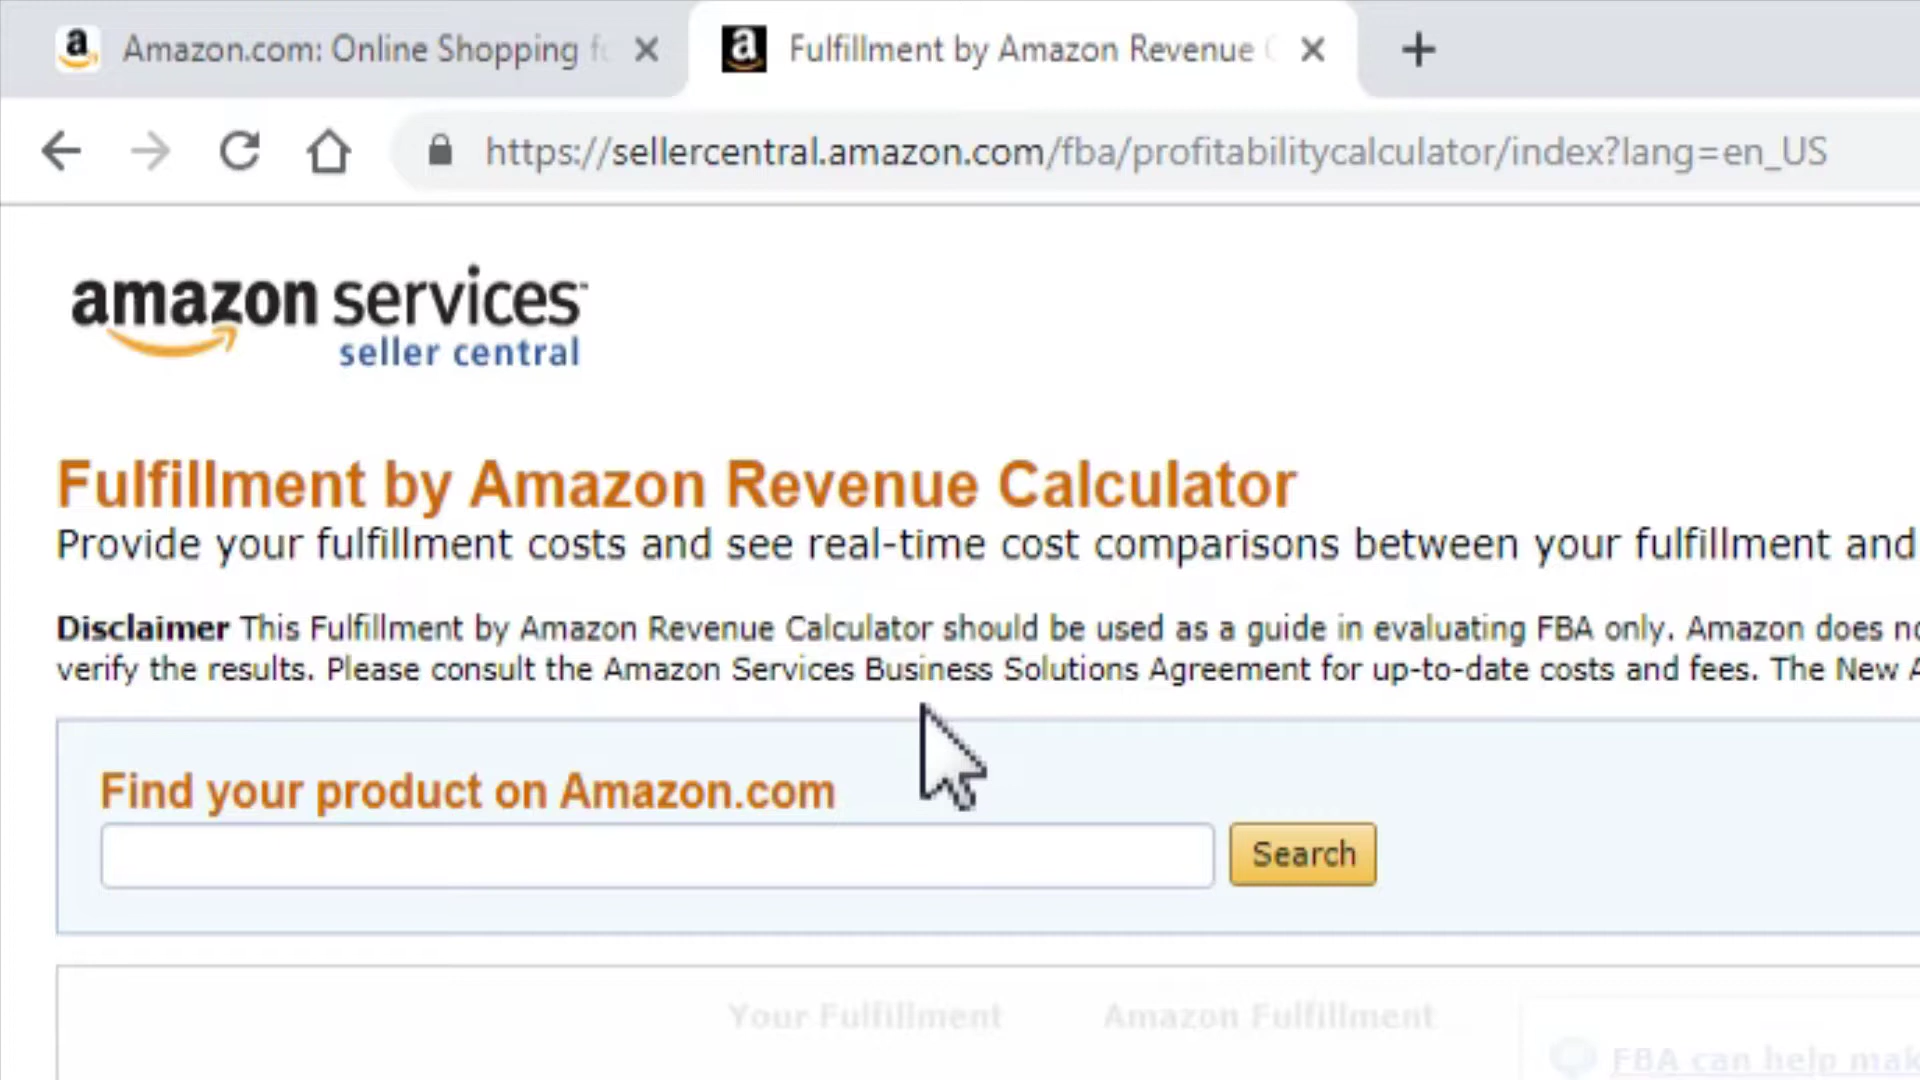 Amazon.com: Online Shopping
Fulfillment by Amazon Revenue
https://sellercentral.amazon.com/fba/profitabilitycalculator/index?lang=en_US
amazon services
seller central
Fulfillment by Amazon Revenue Calculator
Provide your fulfillment costs and see real-time cost comparisons between your fulfillment and
Disclaimer This Fulfillment by Amazon Revenue Calculator should be used as a guide in evaluating FBA only. Amazon does
verify the results. Please consult the Amazon Services Business Solutions Agreement for up-to-date costs and fees. The New
Find your product on Amazon.com
Search
Your Fulfillment Amazon Fulfillment
FBA can help